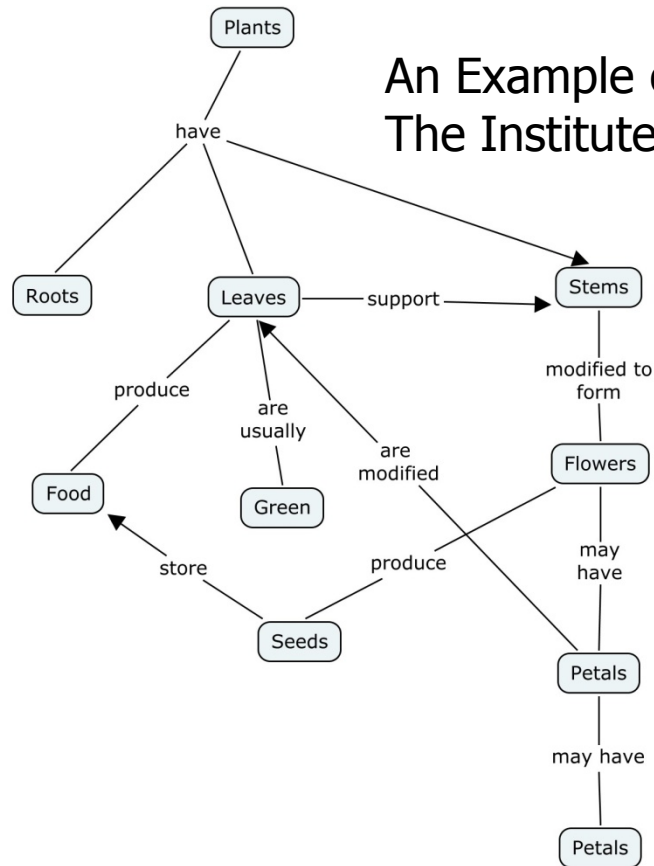 Plants
An Example
The Institute
have
Roots
Leaves
support
Stems
produce
are
usually
modified to
form
are
modified
Food
Green
Flowers
store
produce
may
have
Seeds
Petals
may have
Petals